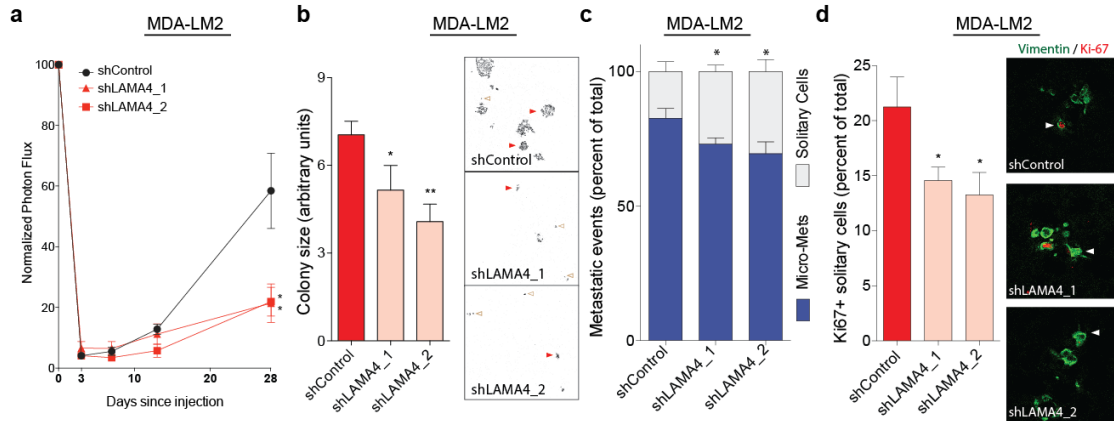 a
MDA-LM2
Normalized Photon Flux
100
80
60
40
20
0
shControl
shLAMA4_1
shLAMA4_2
*
*
0
3
10
20
28
Days since injection
b
MDA-LM2
Colony size (arbitrary units)
9
6
3
0
*
**
shControl
shLAMA4_1
shLAMA4_2
shControl
shLAMA4_1
shLAMA4_2
c
MDA-LM2
Metastatic events (percent of total)
100
50
0
*
*
shControl
shLAMA4_1
shLAMA4_2
Solitary Cells
Micro-Mets
d
MDA-LM2
Ki67+ solitary cells (percent of total)
25
20
15
10
5
0
*
*
shControl
shLAMA4_1
shLAMA4_2
Vimentin / Ki-67
shControl
shLAMA4_1
shLAMA4_2